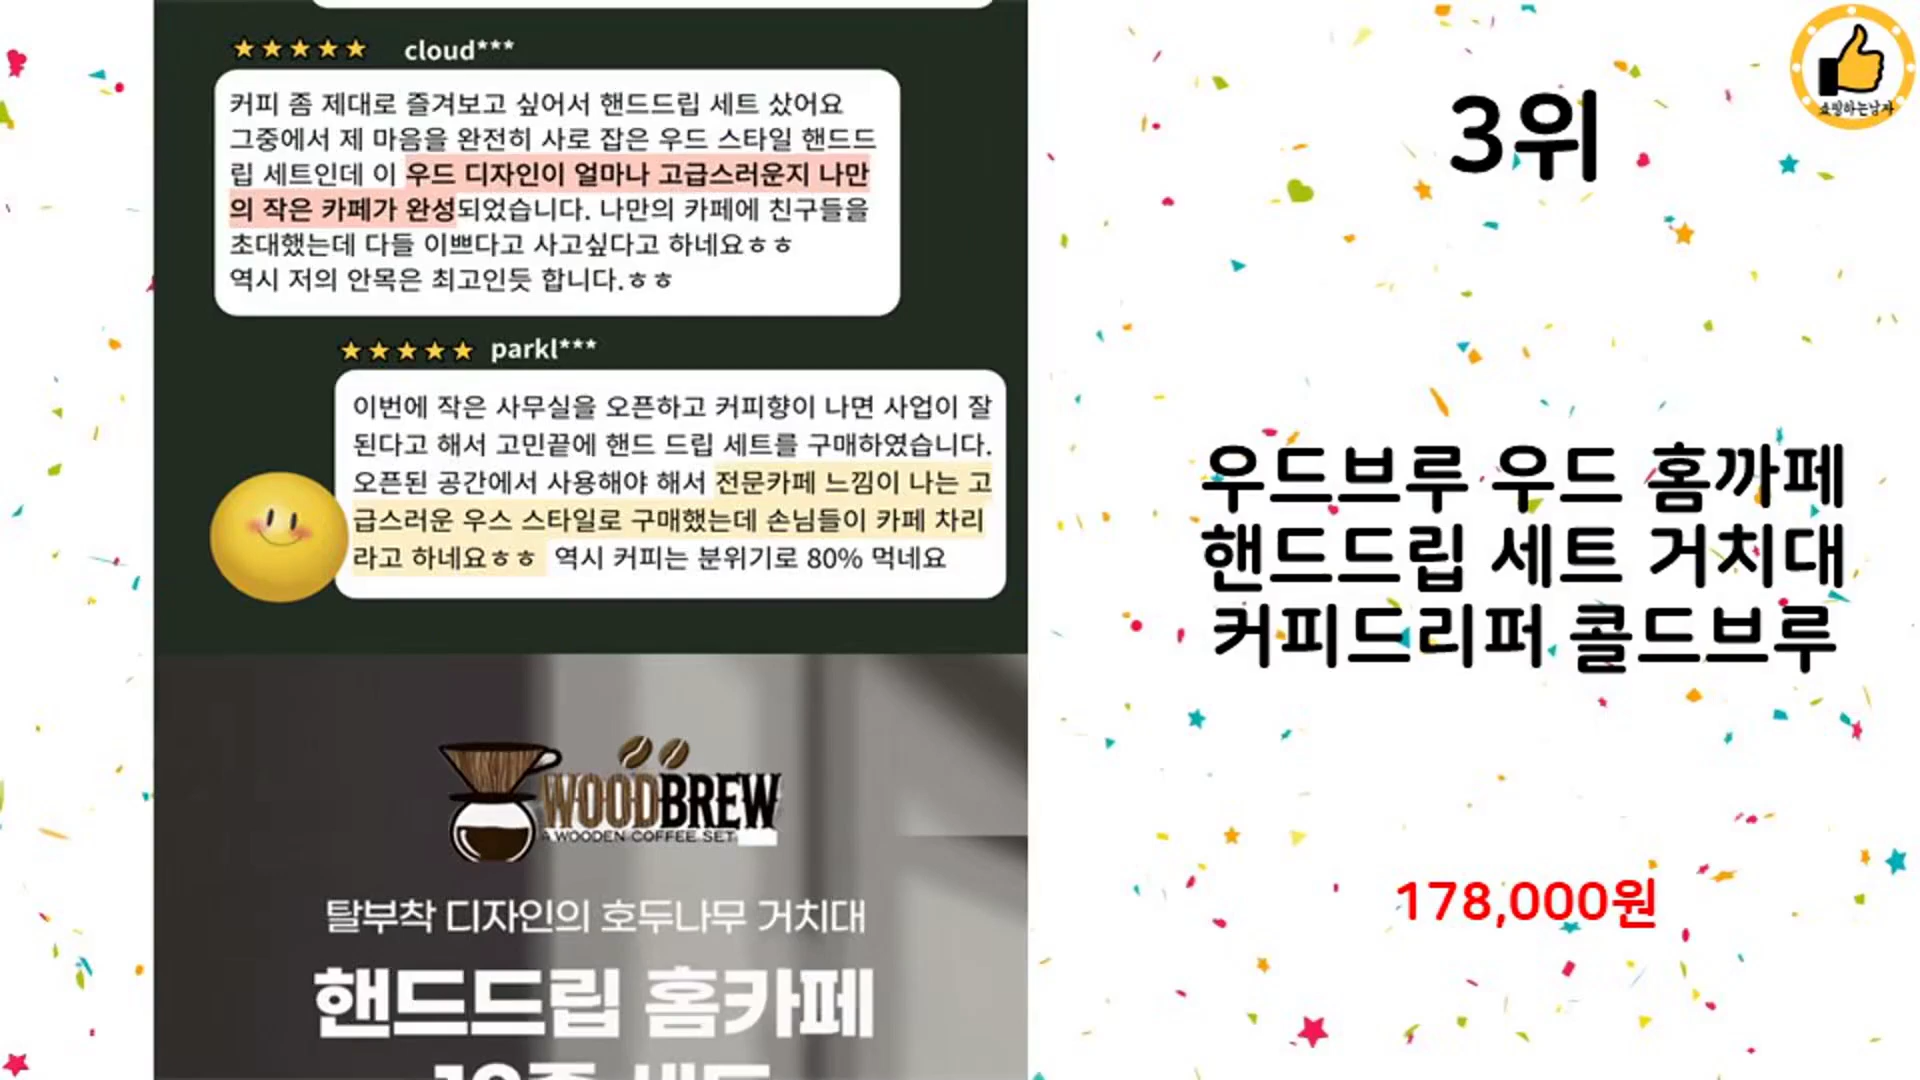 cloud***
커피 좀 제대로 즐겨보고 싶어서 핸드드립 세트 샀어요
그중에서 제 마음을 완전히 사로 잡은 우드 스타일 핸드드
립 세트인데 이 우드 디자인이 얼마나 고급스러운지 나만
의 작은 카페가 완성되었습니다. 나만의 카페에 친구들을
초대했는데 다들 이쁘다고 사고싶다고 하네요ㅎㅎ
역시 저의 안목은 최고인듯 합니다.ㅎㅎ
parkl***
이번에 작은 사무실을 오픈하고 커피향이 나면 사업이 잘
된다고 해서 고민끝에 핸드 드립 세트를 구매하였습니다.
오픈된 공간에서 사용해야 해서 전문카페 느낌이 나는 고
급스러운 우스 스타일로 구매했는데 손님들이 카페 차리
라고 하네요ㅎㅎ 역시 커피는 분위기로 80% 먹네요
WOODBREW
A WOODEN COFFEE SET
탈부착 디자인의 호두나무 거치대
핸드드립 홈카페
쇼핑하는남자
3위
우드브루 우드 홈까페
핸드드립 세트 거치대
커피드리퍼 콜드브루
178,000원